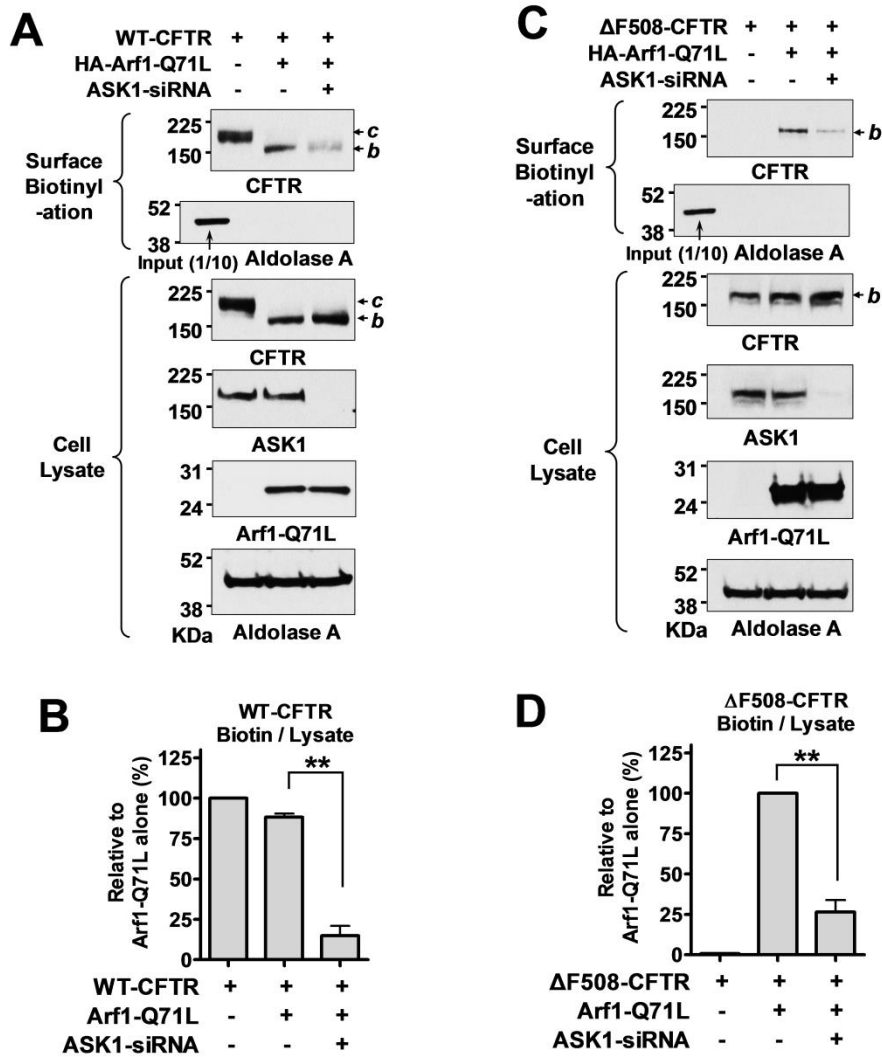 A
WT-CFTR + + +
HA-Arf1-Q71L - + +
ASK1-siRNA - - +
Surface
Biotinyl
-ation
225
150
c
b
CFTR
52
38
Input (1/10) Aldolase A
Cell
Lysate
225
150
c
b
CFTR
225
150
ASK1
31
24
Arf1-Q71L
52
38
KDa Aldolase A
C
ΔF508-CFTR + + +
HA-Arf1-Q71L - + +
ASK1-siRNA - - +
Surface
Biotinyl
-ation
225
150
b
CFTR
52
38
Input (1/10) Aldolase A
Cell
Lysate
225
150
b
CFTR
225
150
ASK1
31
24
Arf1-Q71L
52
38
KDa Aldolase A
B
WT-CFTR
Biotin / Lysate
Relative to
Arf1-Q71L alone (%)
125
100
75
50
25
0
**
WT-CFTR + + +
Arf1-Q71L - + +
ASK1-siRNA - - +
D
ΔF508-CFTR
Biotin / Lysate
Relative to
Arf1-Q71L alone (%)
125
100
75
50
25
0
**
ΔF508-CFTR + + +
Arf1-Q71L - + +
ASK1-siRNA - - +